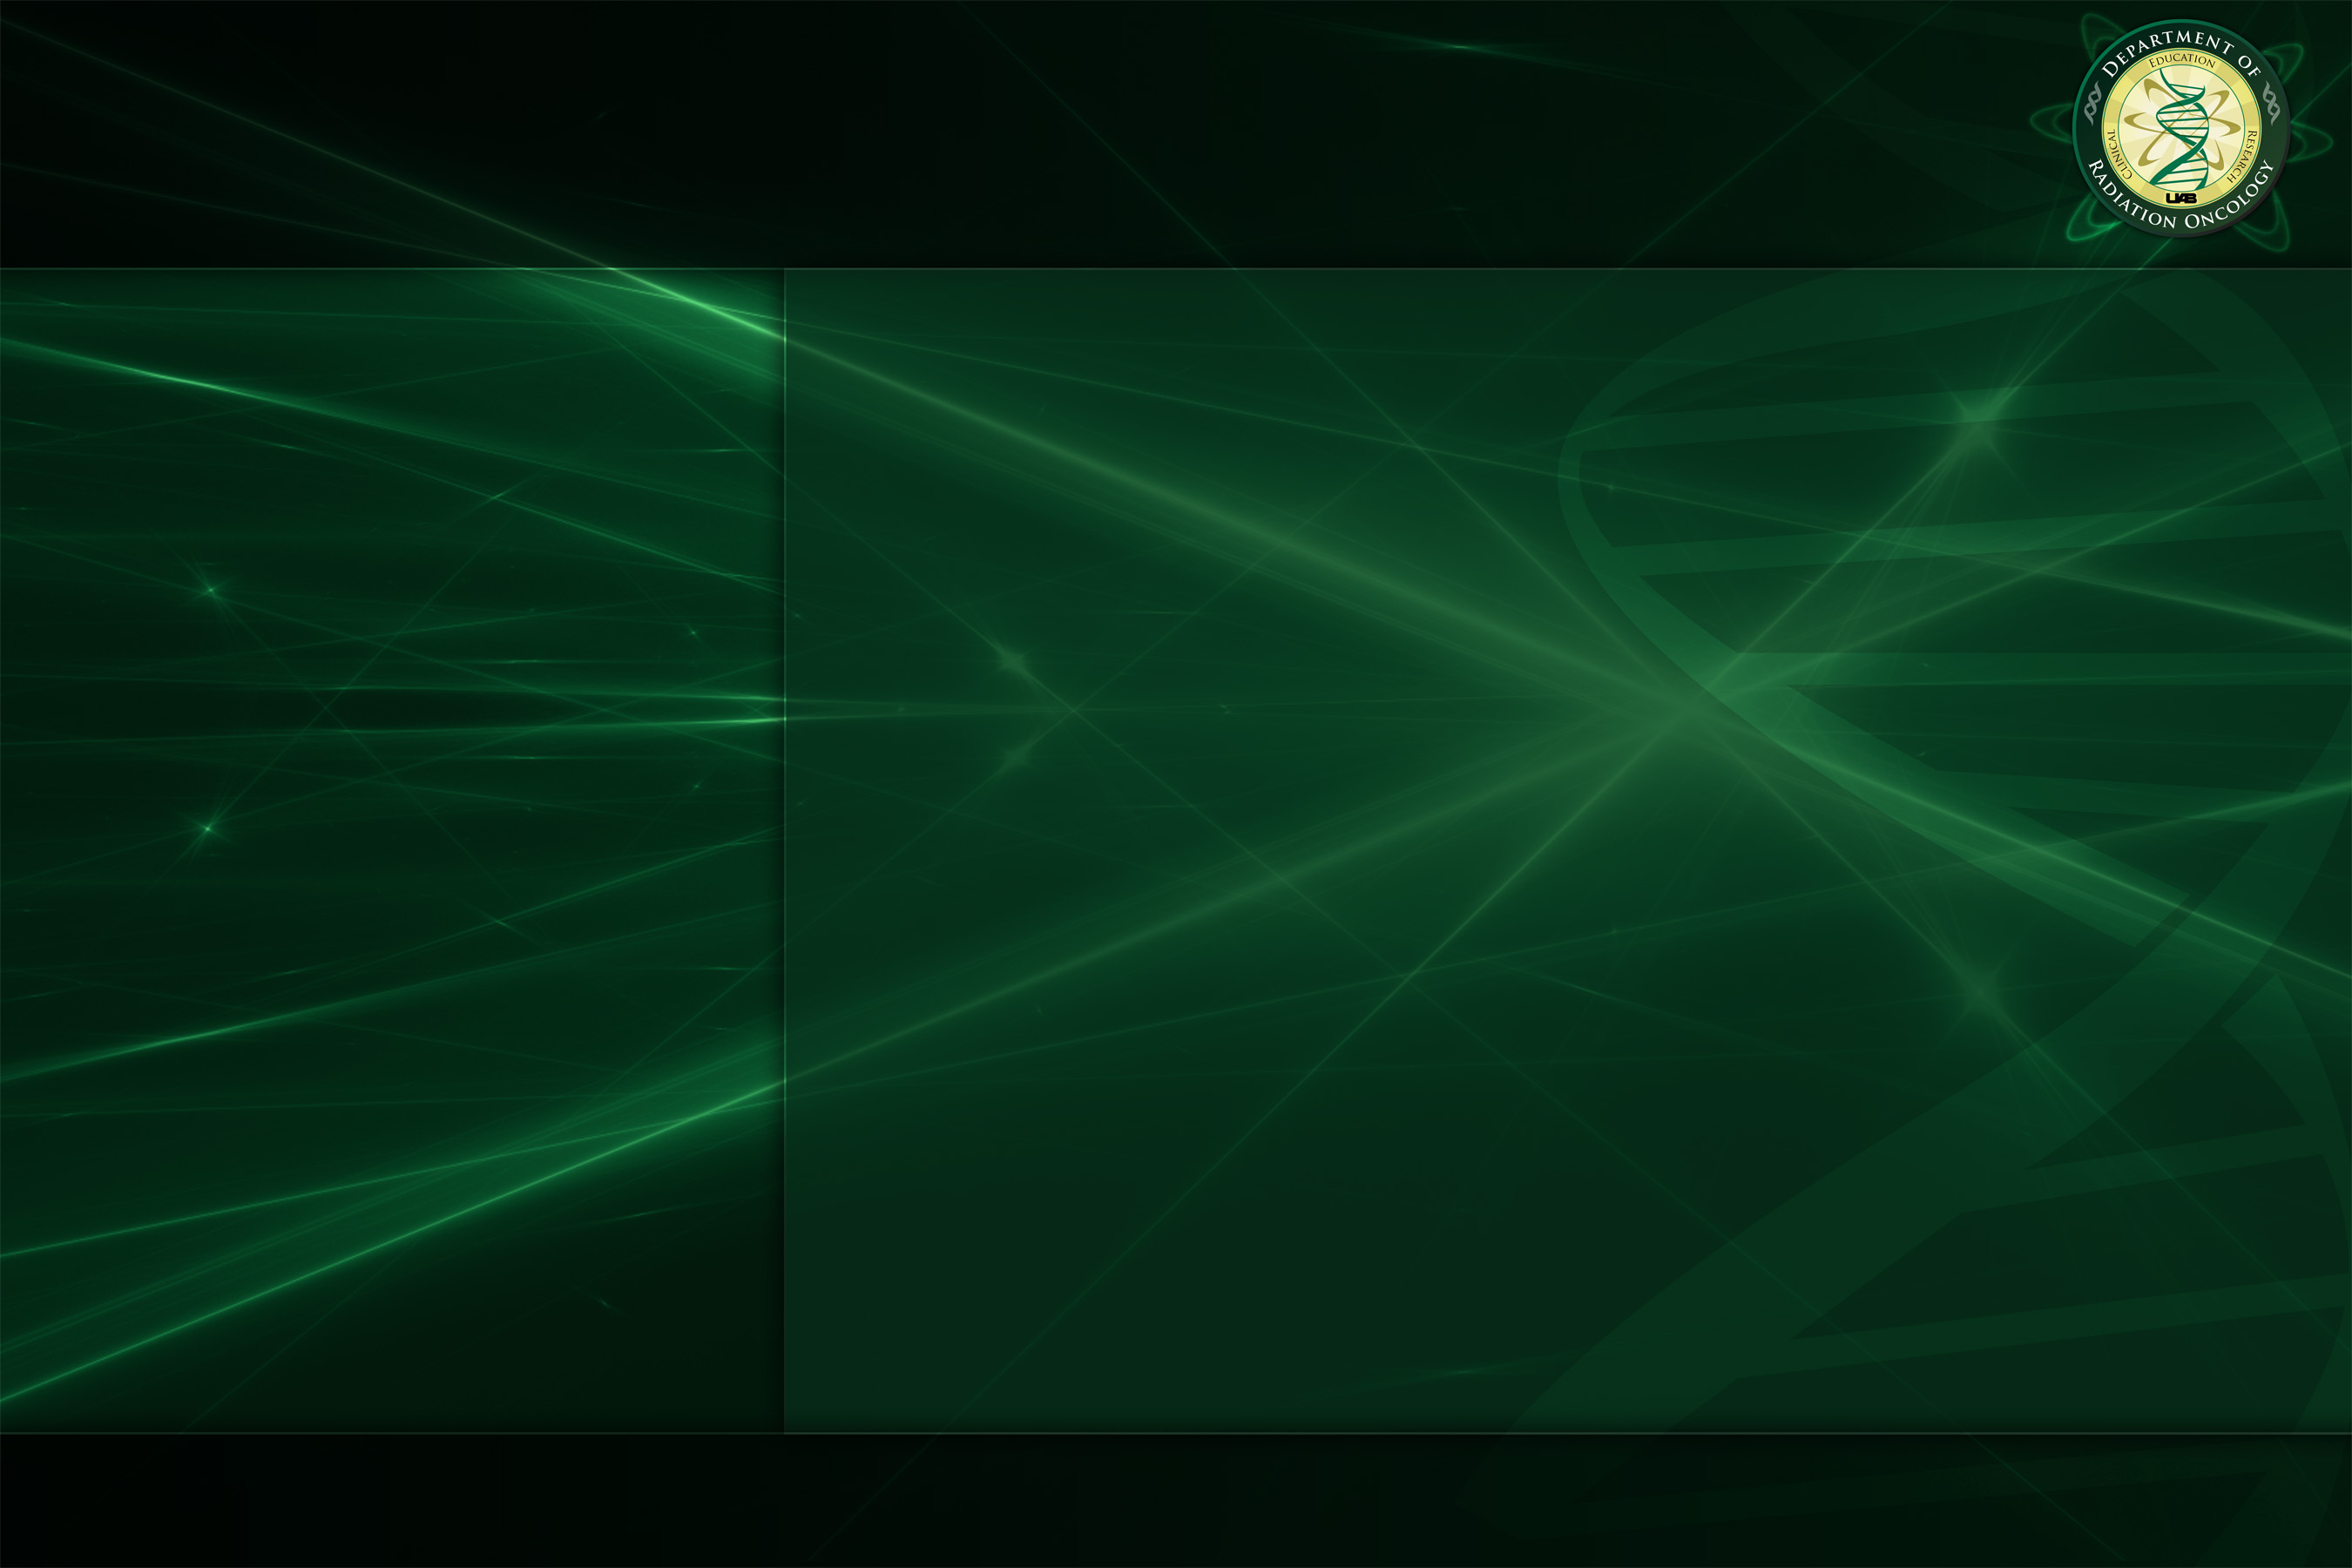 DEPARTMENT OF
EDUCATION
CLINICAL
RESEARCH
UAB
RADIATION ONCOLOGY